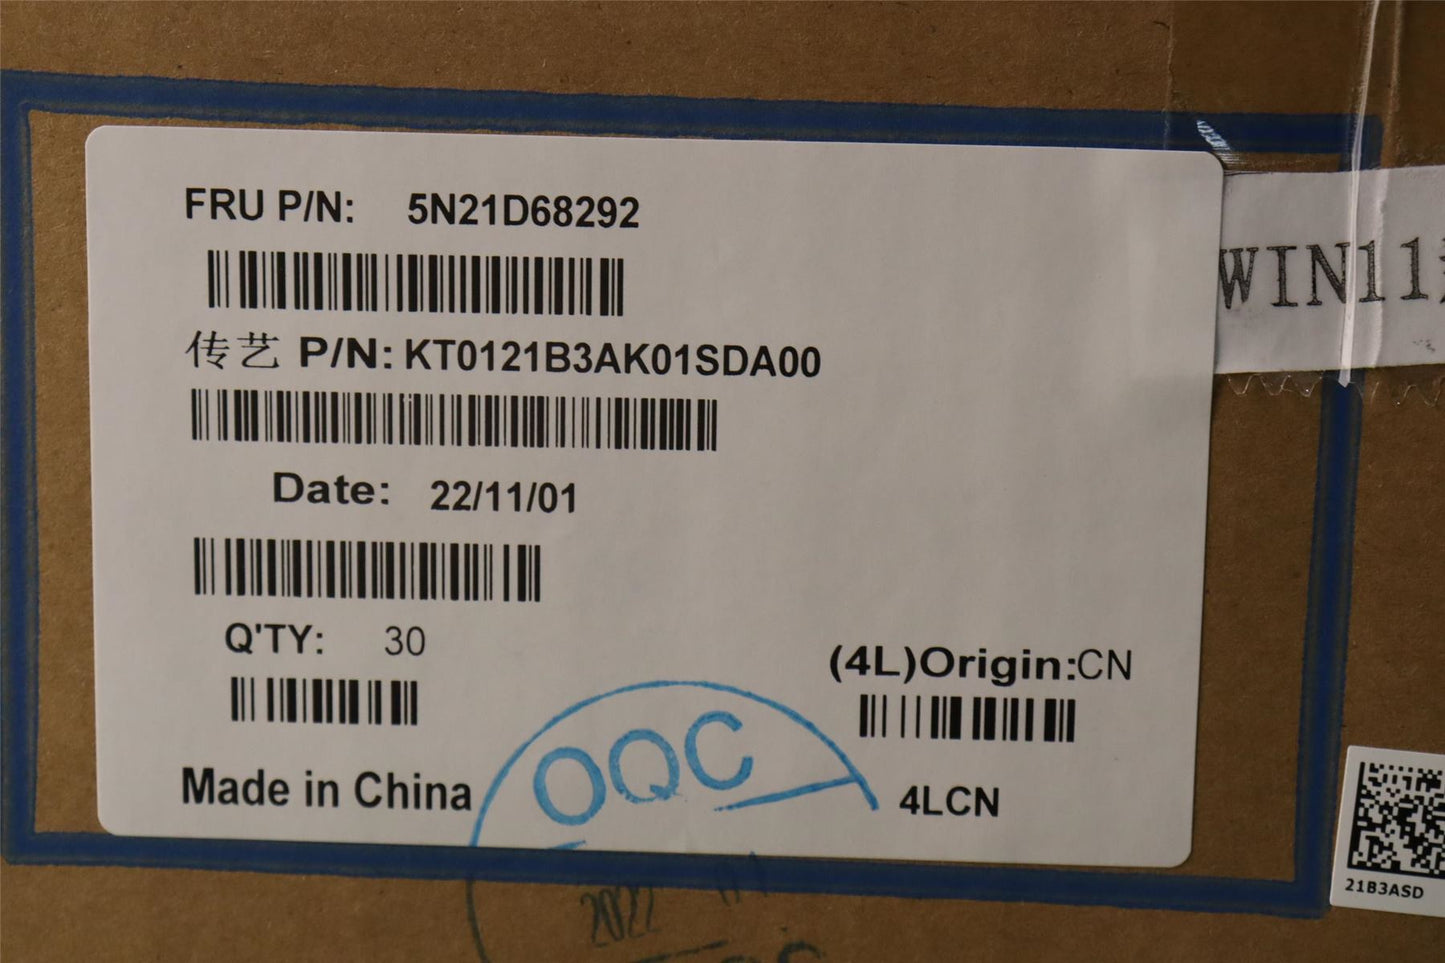 FRU P/N: 5N21D68292
WIN11
传艺 P/N: KT0121B3AK01SDA00
Date: 22/11/01
Q'TY: 30
(4L)Origin:CN
OQC
Made in China
4LCN
21B3ASD
2022